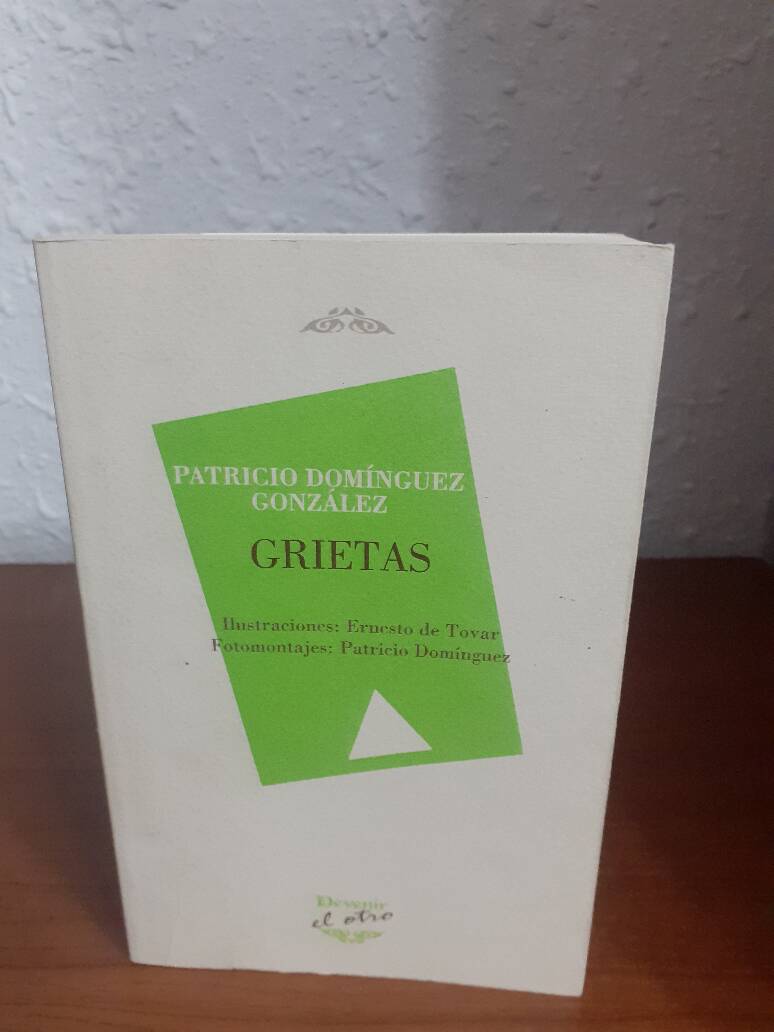 PATRICIO DOMÍNGUEZ
GONZÁLEZ
GRIETAS
Ilustraciones: Ernesto de Tovar
Fotomontajes: Patricio Domínguez
Devenir
el otro